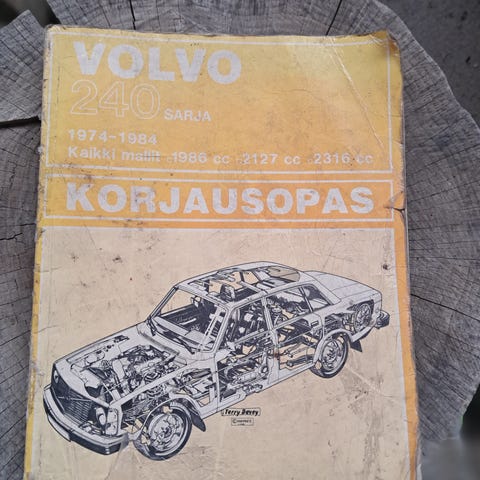 VOLVO
240 SARJA
1974-1984
Kaikki mallit 1986 cc 2127 cc 2316 cc
KORJAUSOPAS
Terry Davey